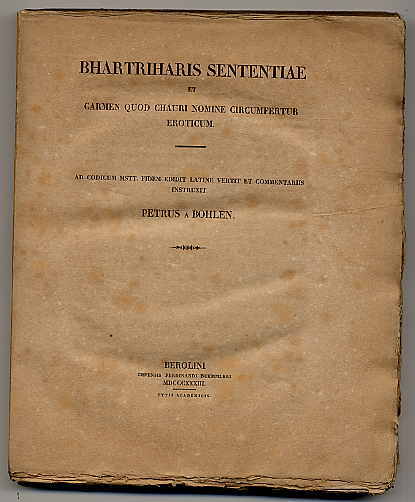 BHARTRIHARIS SENTENTIAE
ET
CARMEN QUOD CHAURI NOMINE CIRCUMFERTUR
EROTICUM.
AD CODICUM MSTT. FIDEM EDIDIT LATINE VERTIT ET COMMENTARIIS
INSTRUXIT
PETRUS A BOHLEN.
BEROLINI
IMPENSIS FERDINANDI DUEMMLERI
MDCCCXXXIII.
TYPIS ACADEMICIS.